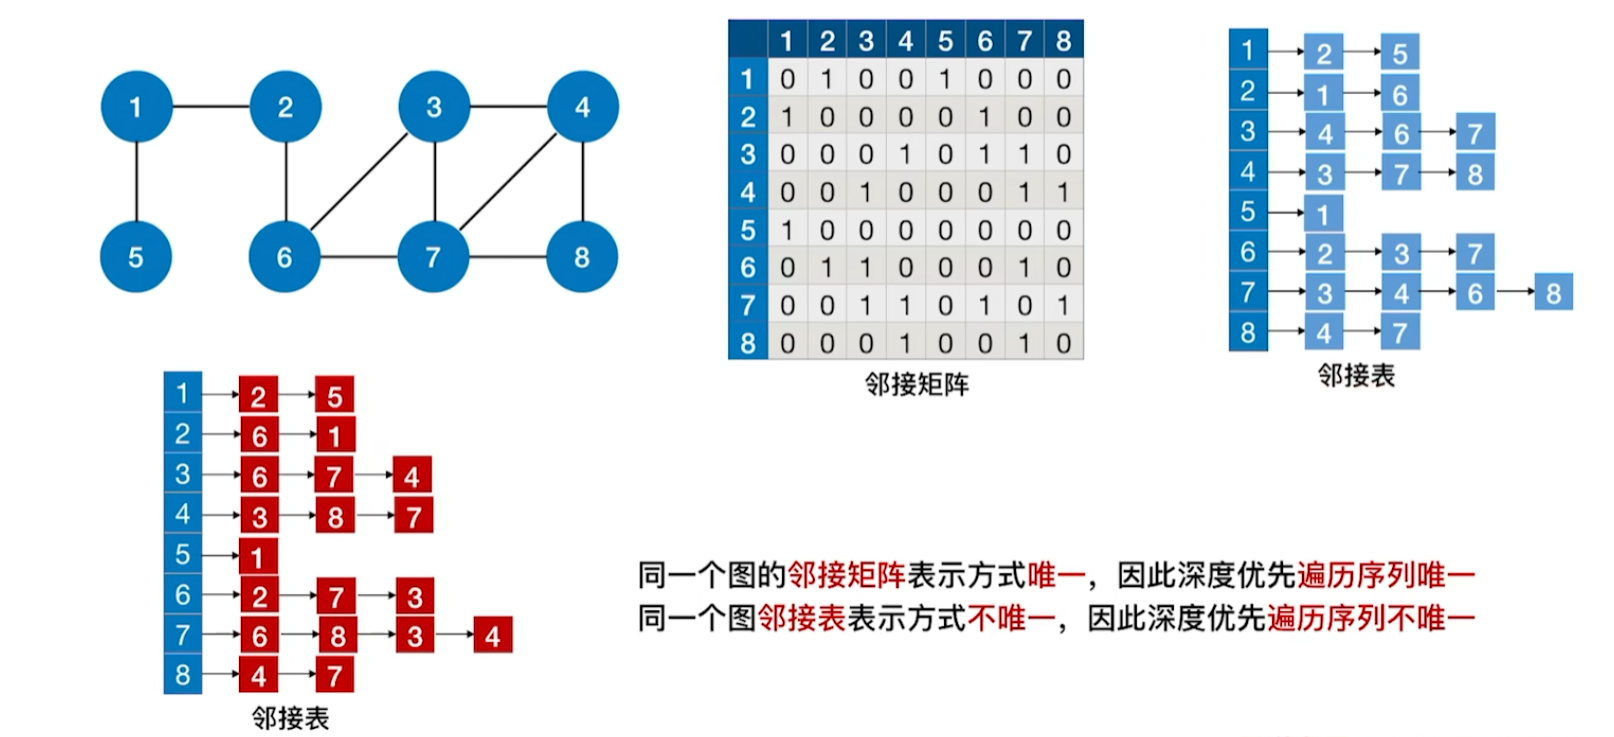 1 2 3 4
5 6 7 8
1 2 3 4 5 6 7 8
1 0 1 0 0 1 0 0 0
2 1 0 0 0 0 1 0 0
3 0 0 0 1 0 1 1 0
4 0 0 1 0 0 0 1 1
5 1 0 0 0 0 0 0 0
6 0 1 1 0 0 0 1 0
7 0 0 1 1 0 1 0 1
8 0 0 0 1 0 0 1 0
邻接矩阵
1 2 5
2 1 6
3 4 6 7
4 3 7 8
5 1
6 2 3 7
7 3 4 6 8
8 4 7
邻接表
1 2 5
2 6 1
3 6 7 4
4 3 8 7
5 1
6 2 7 3
7 6 8 3 4
8 4 7
邻接表
同一个图的邻接矩阵表示方式唯一，因此深度优先遍历序列唯一
同一个图邻接表表示方式不唯一，因此深度优先遍历序列不唯一